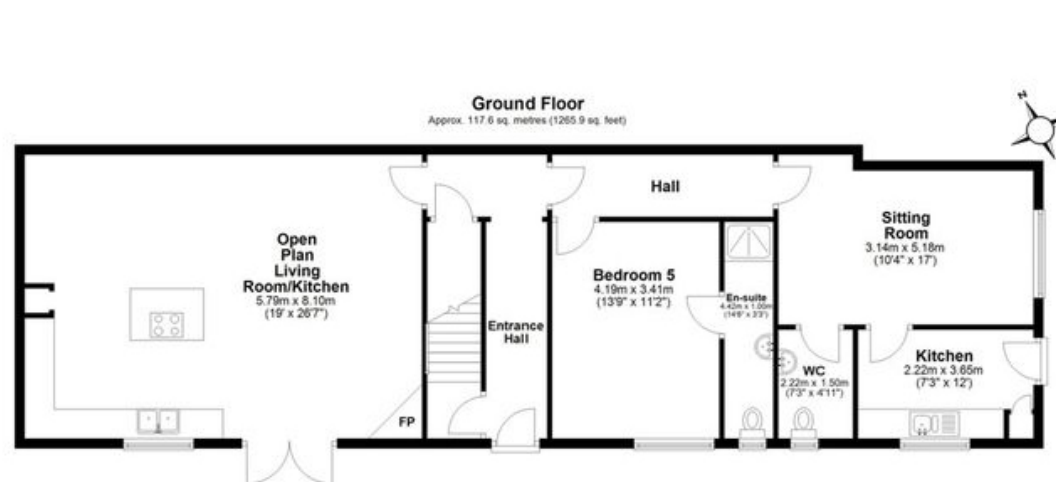 Ground Floor
Approx. 117.6 sq. metres (1265.9 sq. feet)
N
Hall
Open
Plan
Living
Room/Kitchen
5.79m x 8.10m
(19' x 26'7")
Sitting
Room
3.14m x 5.18m
(10'4" x 17')
Bedroom 5
4.19m x 3.41m
(13'9" x 11'2")
En-suite
4.42m x 1.00m
(14'6" x 3'3")
Entrance
Hall
WC
2.22m x 1.50m
(7'3" x 4'11")
Kitchen
2.22m x 3.65m
(7'3" x 12')
FP